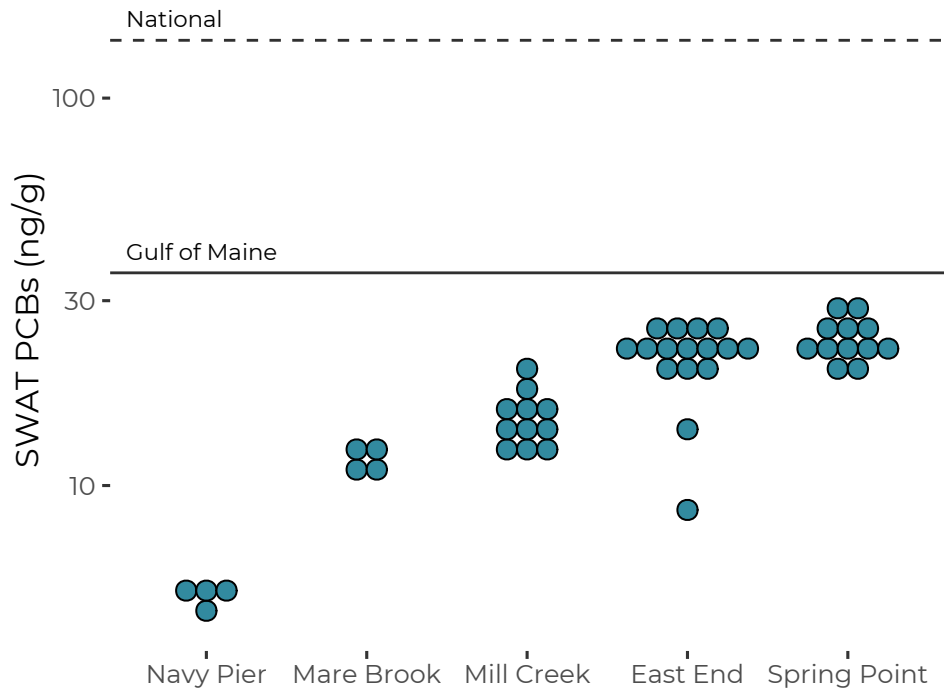 National
100
Gulf of Maine
30
10
SWAT PCBs (ng/g)
Navy Pier
Mare Brook
Mill Creek
East End
Spring Point